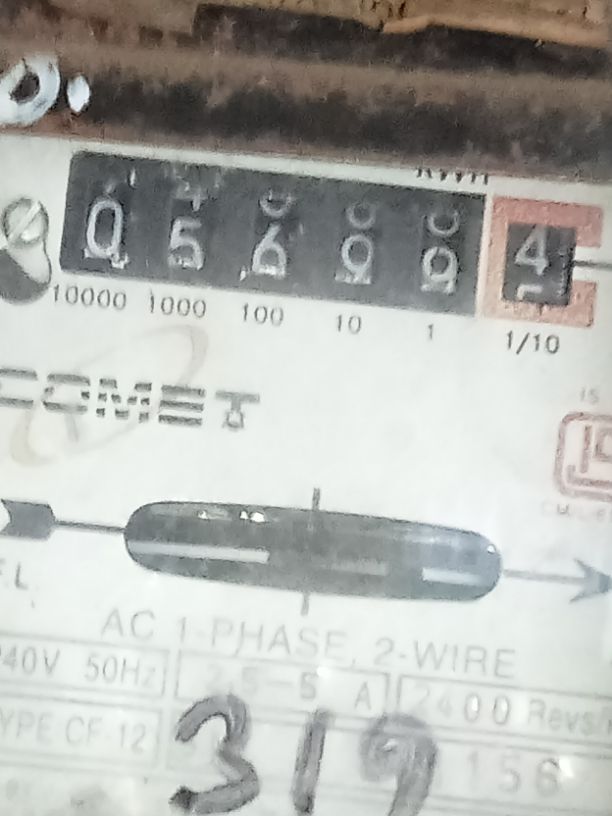 KWH
0 5 6 9 9 4
10000 1000 100 10 1 1/10
COMET
IS
F.L.
AC 1-PHASE, 2-WIRE
240V 50Hz 2.5-5 A 2400 Revs/
TYPE CF-12 156
319